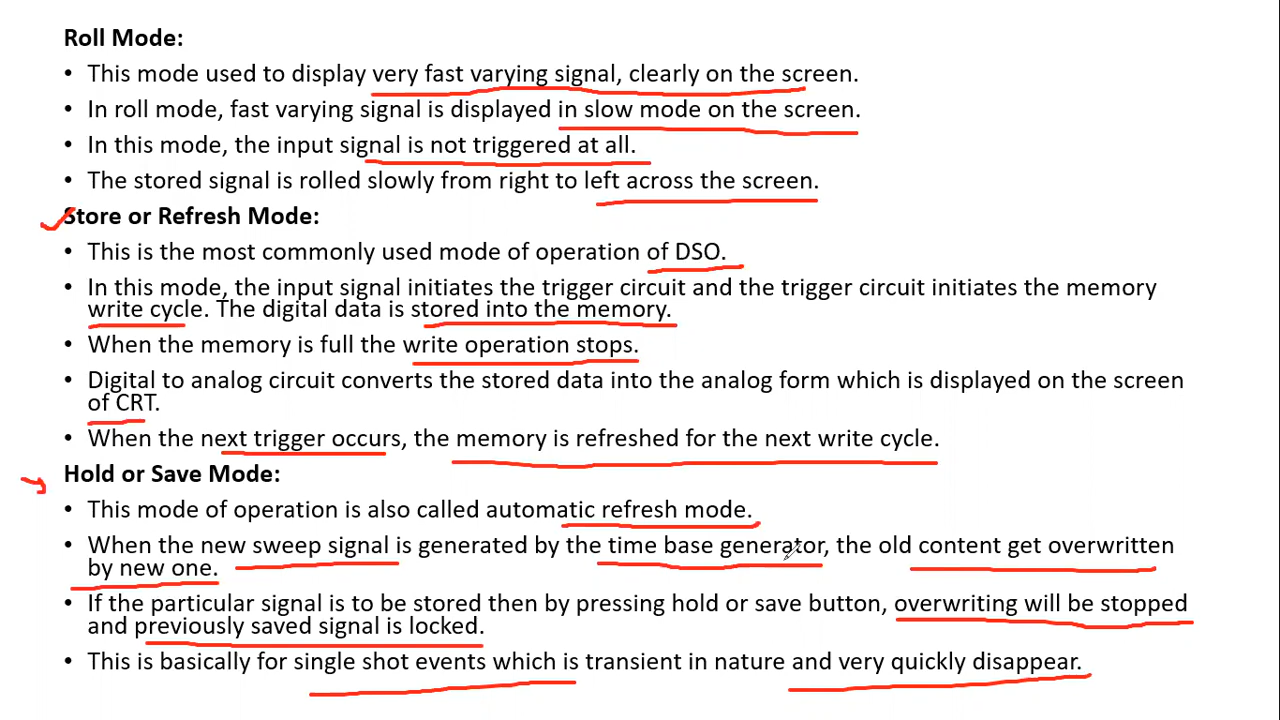 Roll Mode:
• This mode used to display very fast varying signal, clearly on the screen.
• In roll mode, fast varying signal is displayed in slow mode on the screen.
• In this mode, the input signal is not triggered at all.
• The stored signal is rolled slowly from right to left across the screen.
Store or Refresh Mode:
• This is the most commonly used mode of operation of DSO.
• In this mode, the input signal initiates the trigger circuit and the trigger circuit initiates the memory
write cycle. The digital data is stored into the memory.
• When the memory is full the write operation stops.
• Digital to analog circuit converts the stored data into the analog form which is displayed on the screen
of CRT.
• When the next trigger occurs, the memory is refreshed for the next write cycle.
Hold or Save Mode:
• This mode of operation is also called automatic refresh mode.
• When the new sweep signal is generated by the time base generator, the old content get overwritten
by new one.
• If the particular signal is to be stored then by pressing hold or save button, overwriting will be stopped
and previously saved signal is locked.
• This is basically for single shot events which is transient in nature and very quickly disappear.